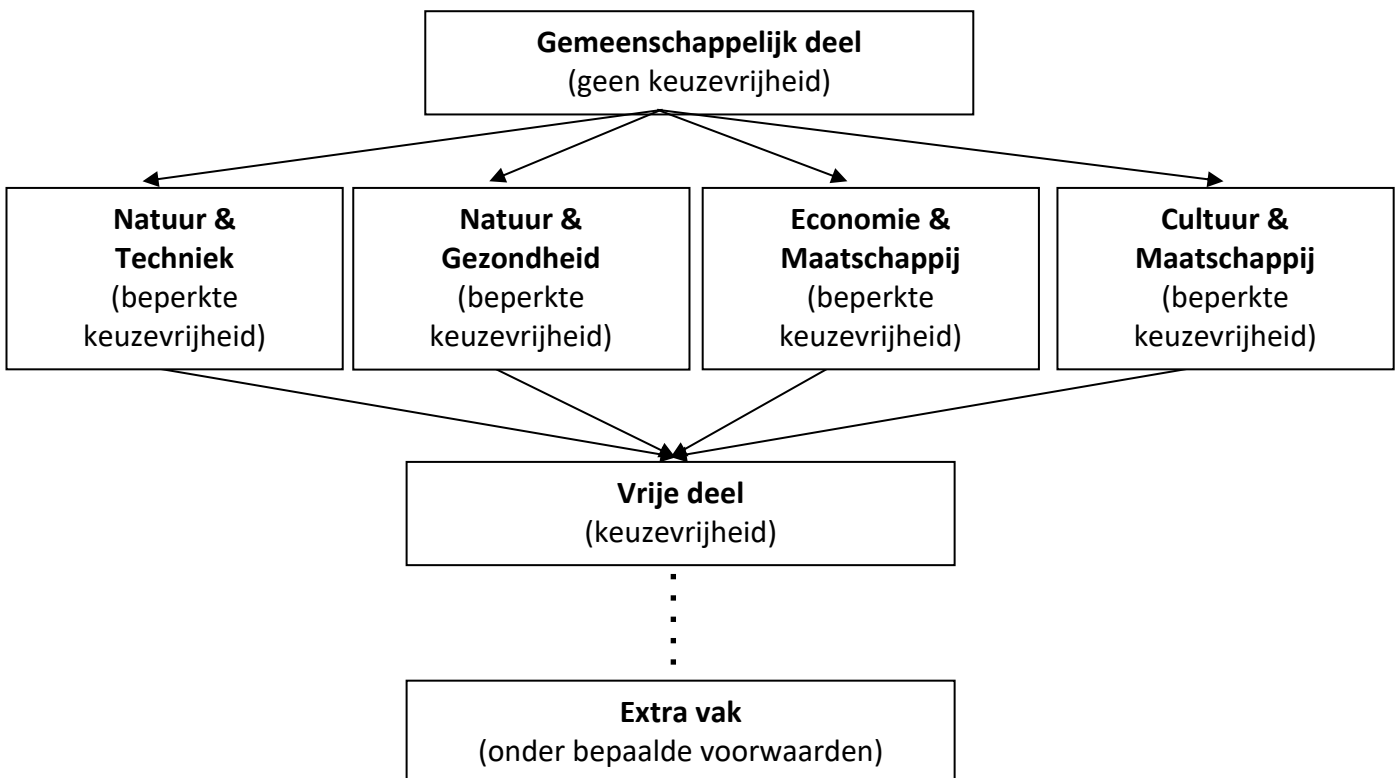 Gemeenschappelijk deel
(geen keuzevrijheid)
Natuur &
Techniek
(beperkte
keuzevrijheid)
Natuur &
Gezondheid
(beperkte
keuzevrijheid)
Economie &
Maatschappij
(beperkte
keuzevrijheid)
Cultuur &
Maatschappij
(beperkte
keuzevrijheid)
Vrije deel
(keuzevrijheid)
Extra vak
(onder bepaalde voorwaarden)